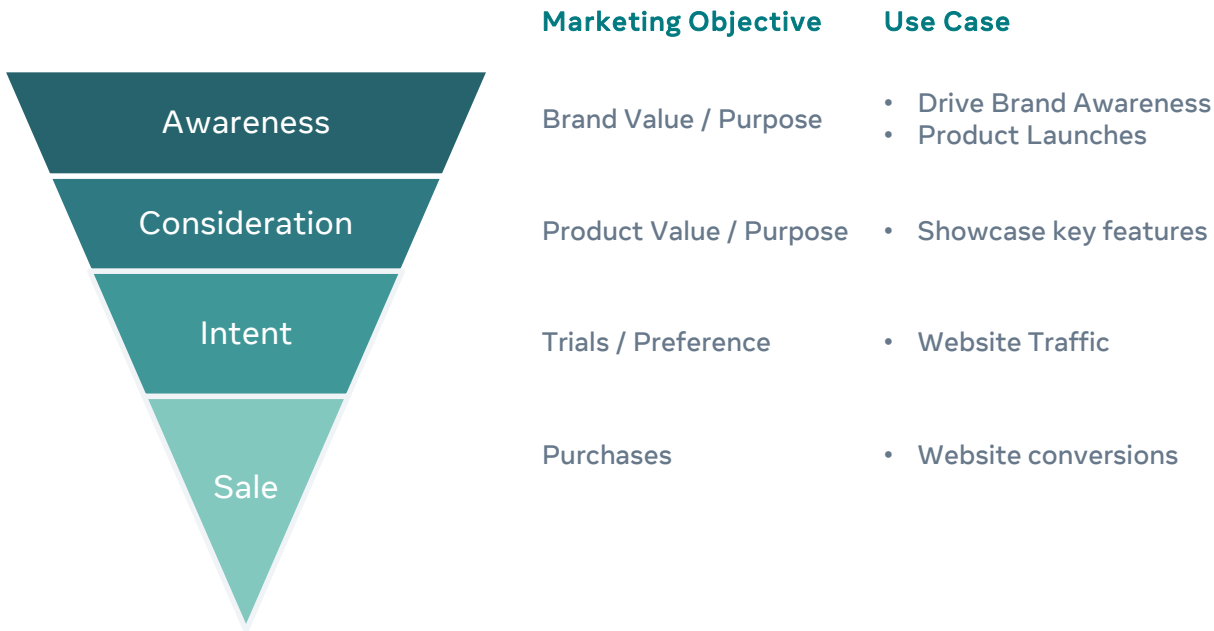 Marketing Objective
Use Case
Awareness
Brand Value / Purpose
• Drive Brand Awareness
• Product Launches
Consideration
Product Value / Purpose
• Showcase key features
Intent
Trials / Preference
• Website Traffic
Sale
Purchases
• Website conversions